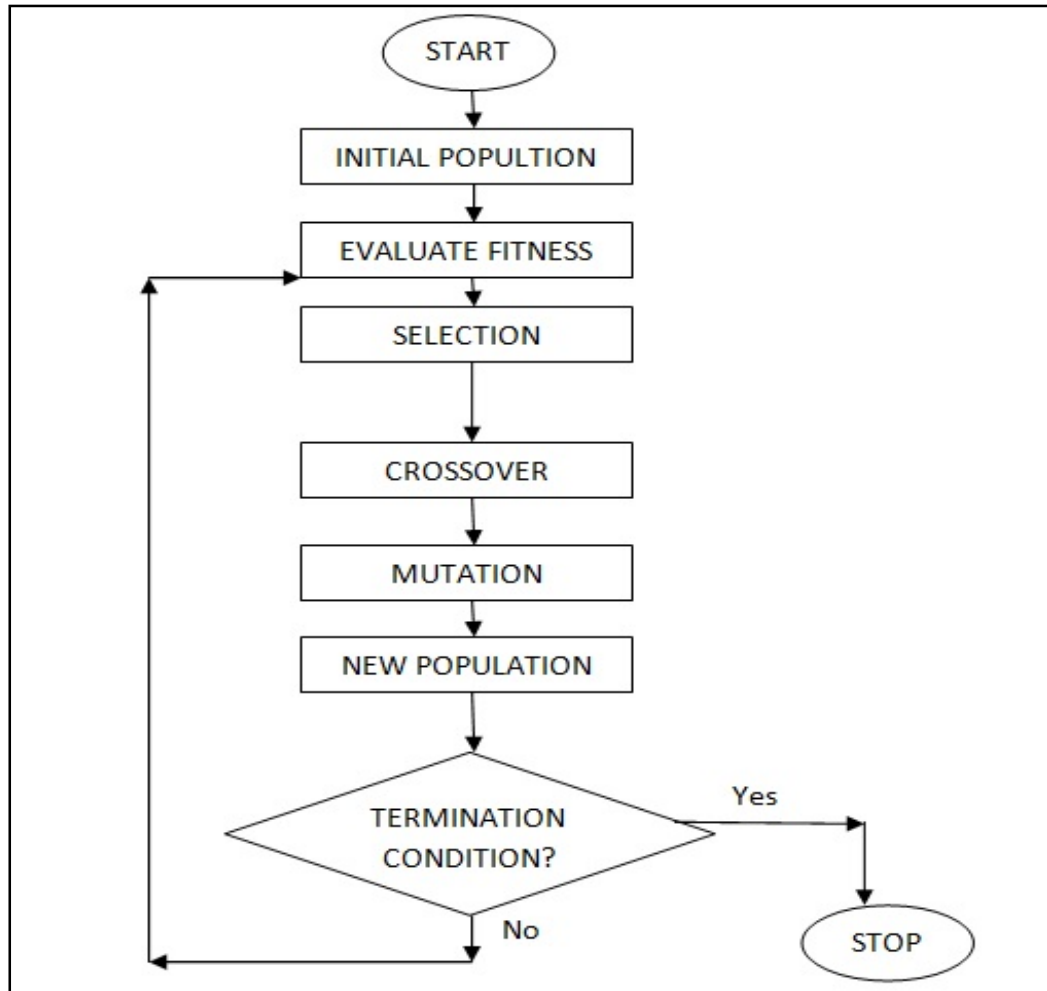 START
INITIAL POPULTION
EVALUATE FITNESS
SELECTION
CROSSOVER
MUTATION
NEW POPULATION
TERMINATION
CONDITION?
Yes
No
STOP